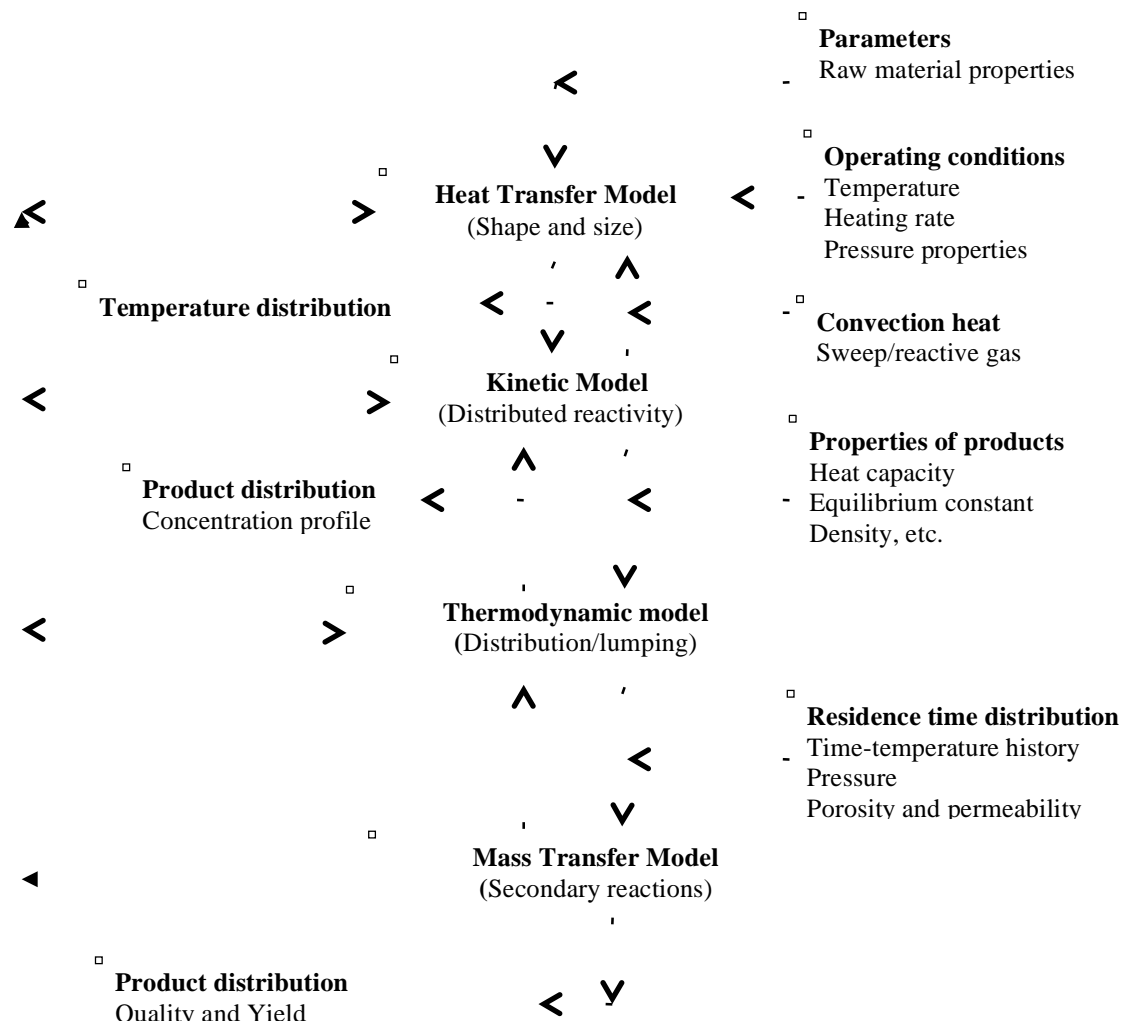 Parameters
Raw material properties
Operating conditions
Temperature
Heating rate
Pressure properties
Heat Transfer Model
(Shape and size)
Temperature distribution
Convection heat
Sweep/reactive gas
Kinetic Model
(Distributed reactivity)
Properties of products
Heat capacity
Equilibrium constant
Density, etc.
Product distribution
Concentration profile
Thermodynamic model
(Distribution/lumping)
Residence time distribution
Time-temperature history
Pressure
Porosity and permeability
Mass Transfer Model
(Secondary reactions)
Product distribution
Quality and Yield